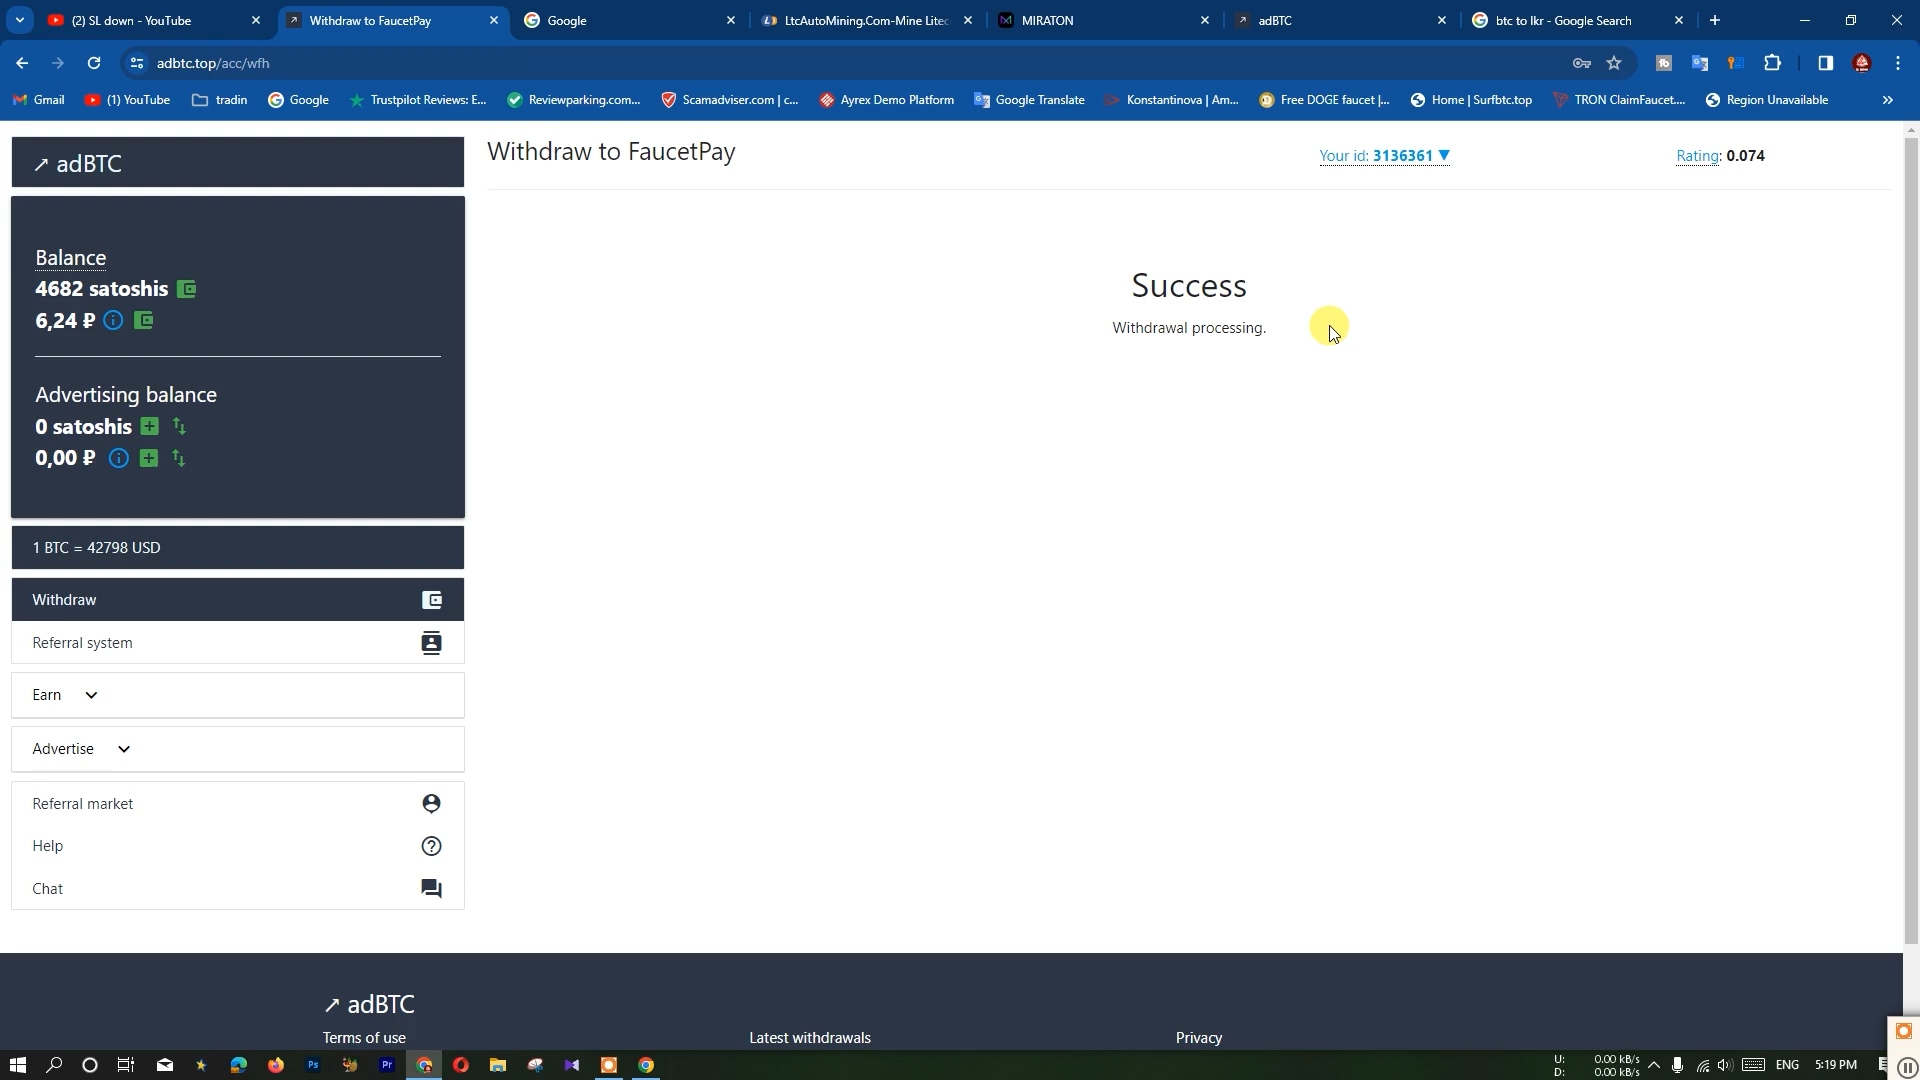 (2) SL down - YouTube
Withdraw to FaucetPay
Google
LtcAutoMining.Com-Mine Litec
MIRATON
adBTC
btc to lkr - Google Search
adbtc.top/acc/wfh
Gmail
(1) YouTube
tradin
Google
Trustpilot Reviews: E...
Reviewparking.com...
Scamadviser.com | c...
Ayrex Demo Platform
Google Translate
Konstantinova | Am...
Free DOGE faucet |...
Home | Surfbtc.top
TRON ClaimFaucet....
Region Unavailable
adBTC
Withdraw to FaucetPay
Your id: 3136361 ▼
Rating: 0.074
Balance
4682 satoshis
6,24 ₽
Success
Withdrawal processing.
Advertising balance
0 satoshis
0,00 ₽
1 BTC = 42798 USD
Withdraw
Referral system
Earn
Advertise
Referral market
Help
Chat
adBTC
Terms of use
Latest withdrawals
Privacy
U: 0.00 kB/s
D: 0.00 kB/s
ENG
5:19 PM